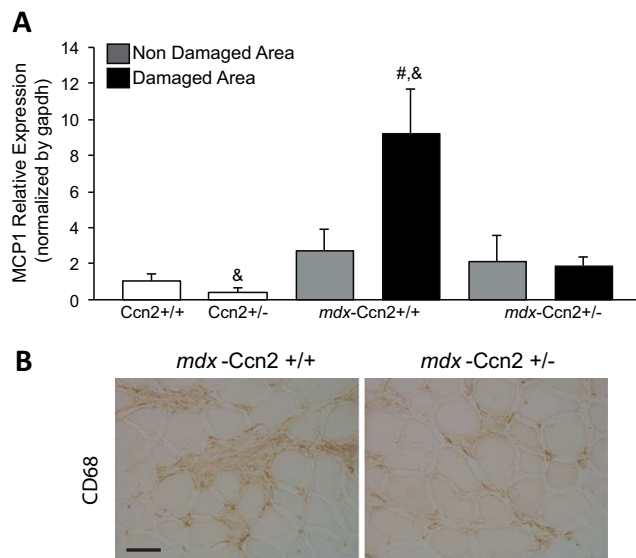 A
MCP1 Relative Expression
(normalized by gapdh)
14
12
10
8
6
4
2
0
Non Damaged Area
Damaged Area
&
#,&
Ccn2+/+ Ccn2+/- mdx-Ccn2+/+ mdx-Ccn2+/-
B
mdx -Ccn2 +/+ mdx -Ccn2 +/-
CD68